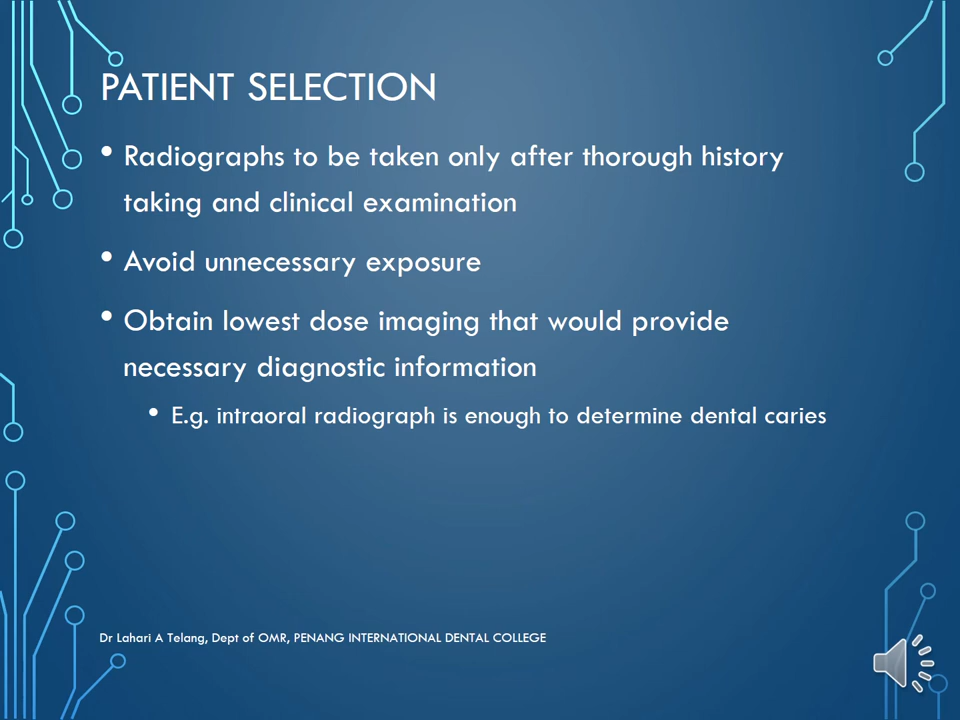 PATIENT SELECTION
• Radiographs to be taken only after thorough history
taking and clinical examination
• Avoid unnecessary exposure
• Obtain lowest dose imaging that would provide
necessary diagnostic information
• E.g. intraoral radiograph is enough to determine dental caries
Dr Lahari A Telang, Dept of OMR, PENANG INTERNATIONAL DENTAL COLLEGE